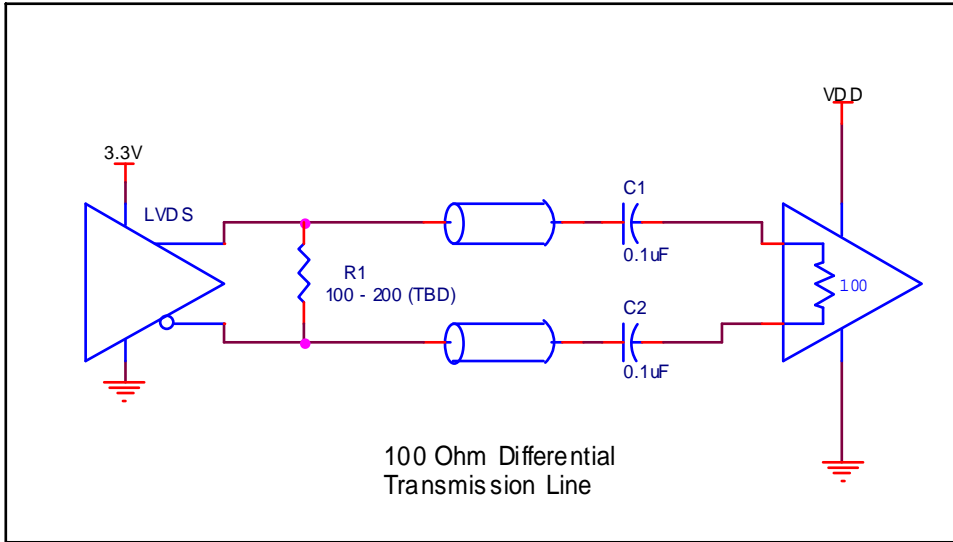 3.3V
LVDS
R1
100 - 200 (TBD)
C1
0.1uF
C2
0.1uF
VDD
100
100 Ohm Differential
Transmission Line